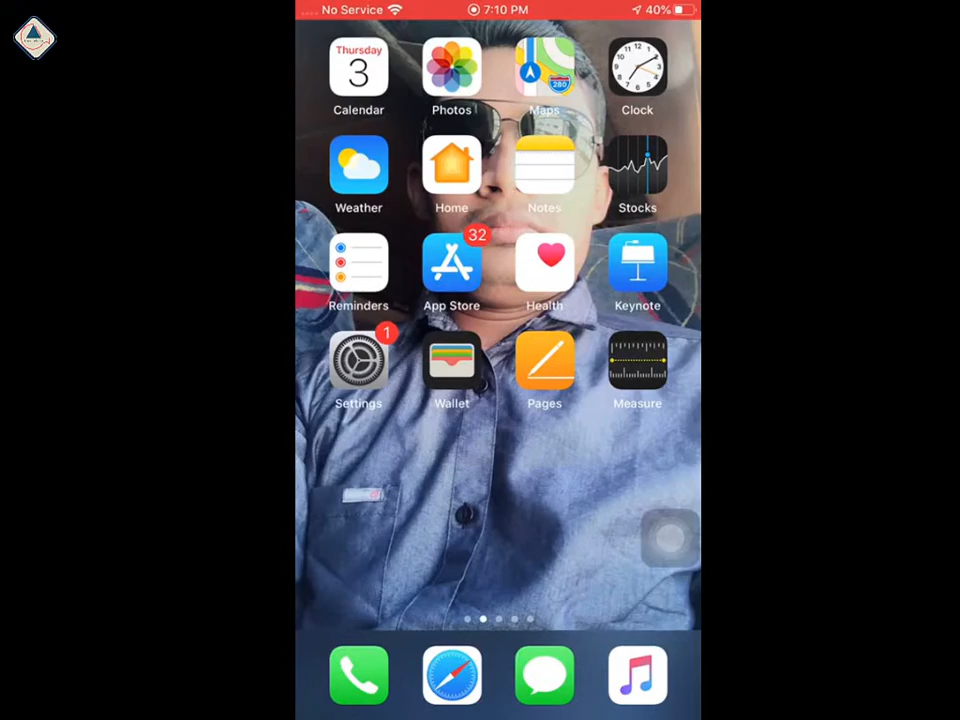 No Service 7:10 PM 40%
Thursday
3
280
Calendar Photos Maps Clock
Weather Home Notes Stocks
32
Reminders App Store Health Keynote
1
Settings Wallet Pages Measure